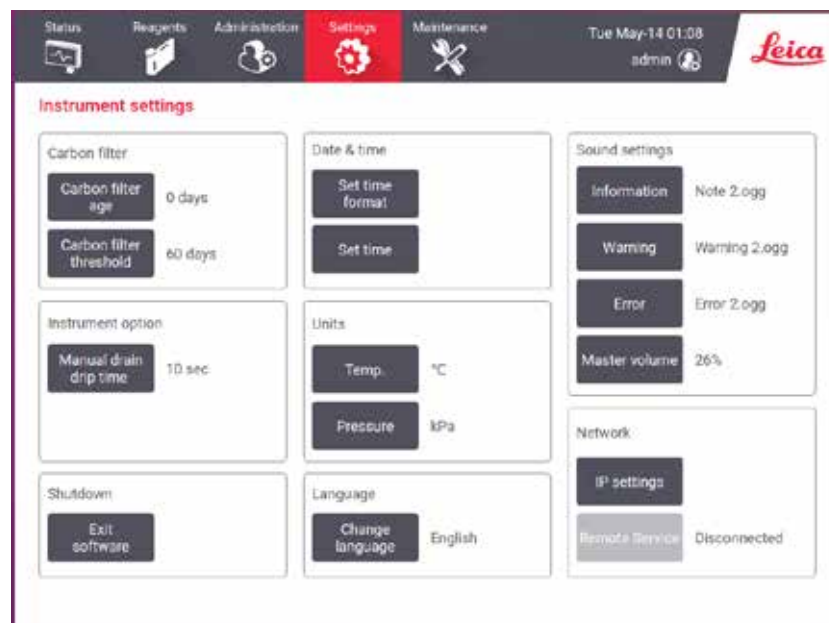 Status Reagents Administration Settings Maintenance
Tue May-14 01:08
admin
Leica
Instrument settings
Carbon filter
Carbon filter
age
0 days
Carbon filter
threshold
60 days
Date & time
Set time
format
Set time
Sound settings
Information
Note 2.ogg
Warning
Warning 2.ogg
Error
Error 2.ogg
Master volume
26%
Instrument option
Manual drain
drip time
10 sec
Units
Temp.
°C
Pressure
kPa
Network
IP settings
Remote Service
Disconnected
Shutdown
Exit
software
Language
Change
language
English